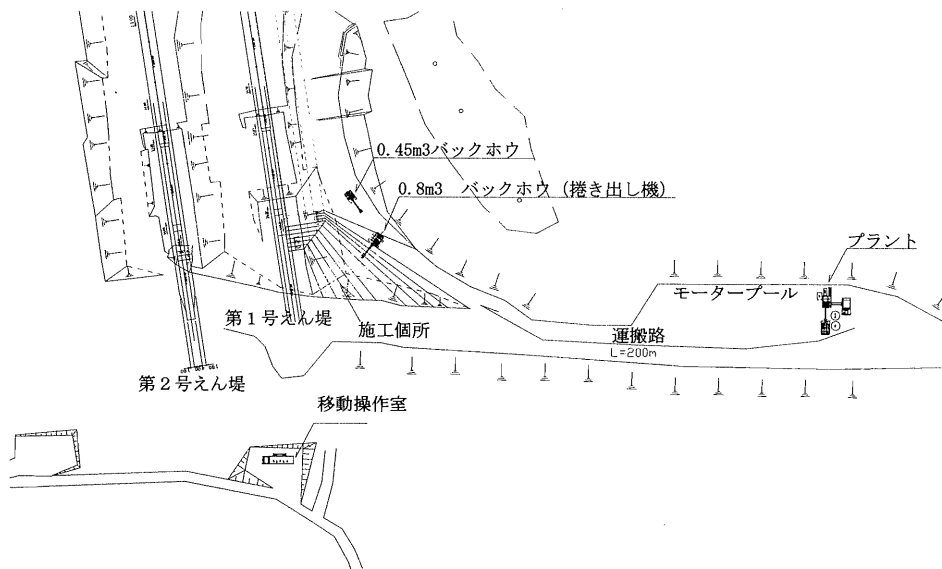 0.45m3バックホウ
0.8m3 バックホウ（捲き出し機）
プラント
モータープール
第１号えん堤
施工個所
運搬路
L=200m
第２号えん堤
移動操作室